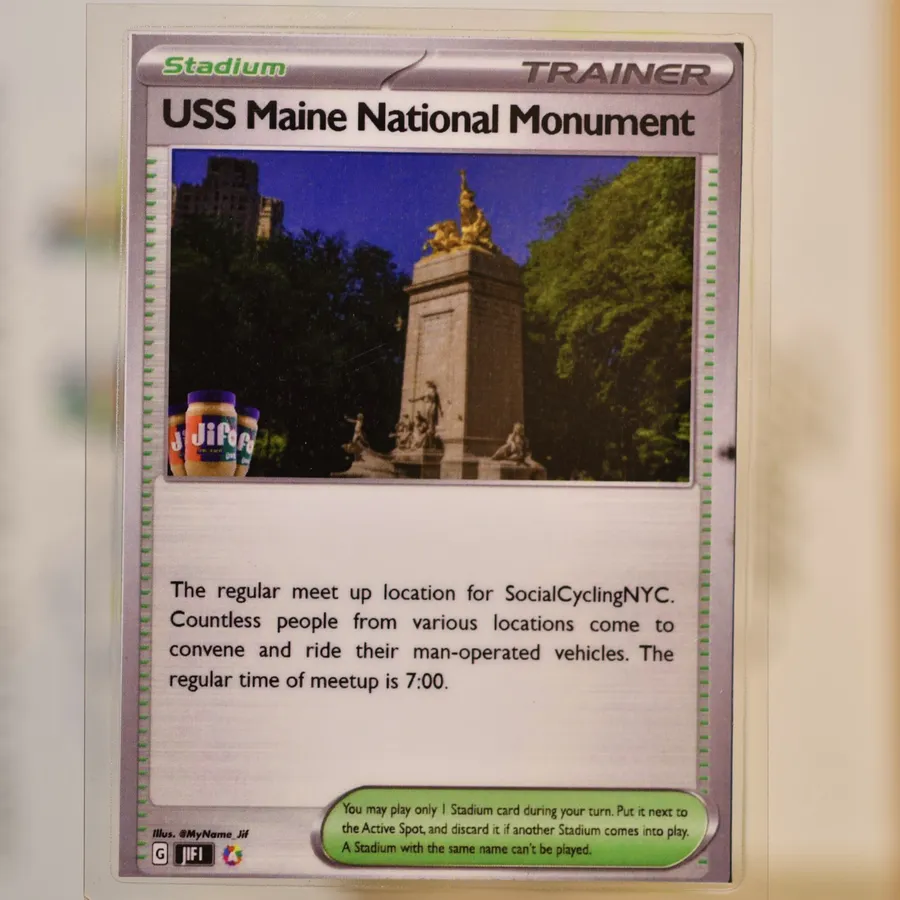 Stadium
TRAINER
USS Maine National Monument
Jif
The regular meet up location for SocialCyclingNYC.
Countless people from various locations come to
convene and ride their man-operated vehicles. The
regular time of meetup is 7:00.
You may play only 1 Stadium card during your turn. Put it next to
the Active Spot, and discard it if another Stadium comes into play.
A Stadium with the same name can't be played.
Illus. @MyName_Jif
G JIF1